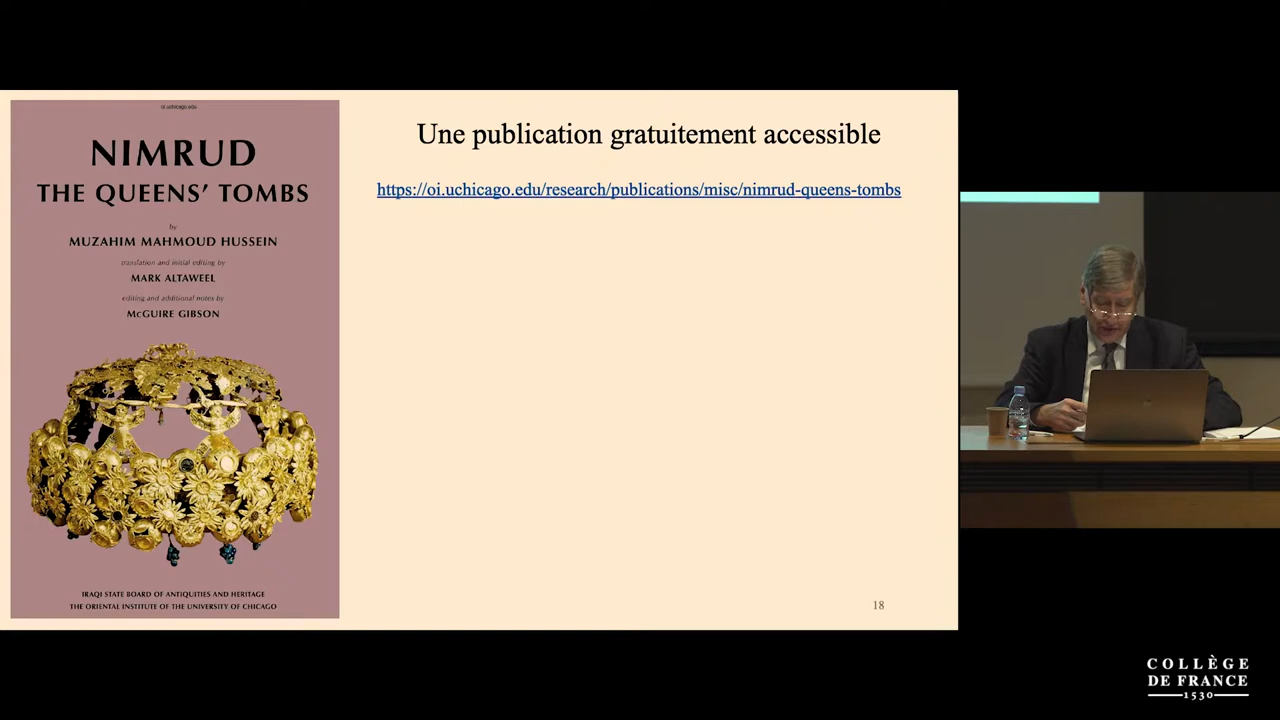 oi.uchicago.edu
NIMRUD
THE QUEENS’ TOMBS
by
MUZAHIM MAHMOUD HUSSEIN
translation and initial editing by
MARK ALTAWEEL
editing and additional notes by
McGUIRE GIBSON
IRAQI STATE BOARD OF ANTIQUITIES AND HERITAGE
THE ORIENTAL INSTITUTE OF THE UNIVERSITY OF CHICAGO
Une publication gratuitement accessible
https://oi.uchicago.edu/research/publications/misc/nimrud-queens-tombs
18
COLLÈGE
DE FRANCE
1530